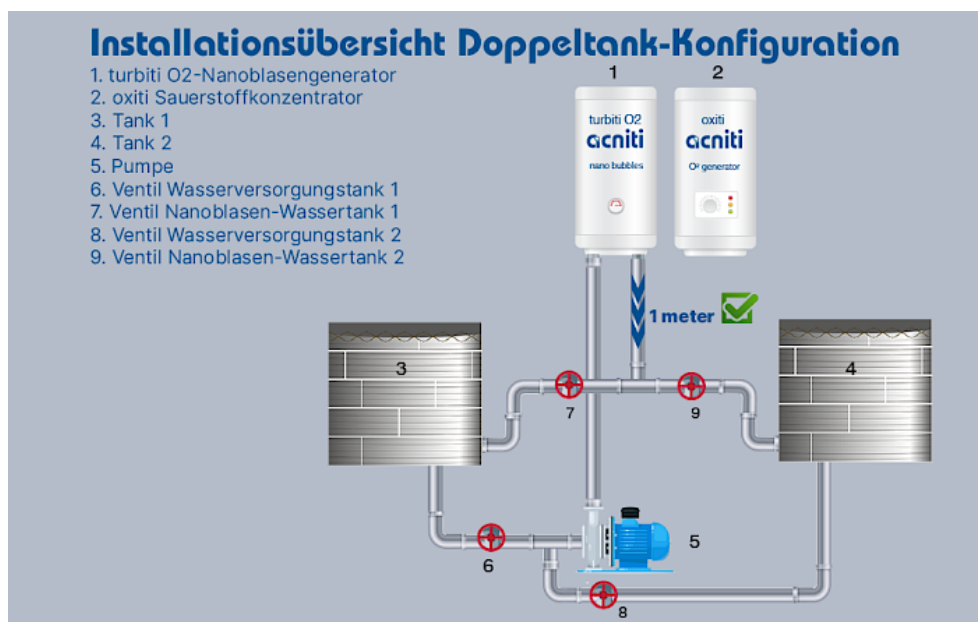 Installationsübersicht Doppeltank-Konfiguration
1. turbiti O2-Nanoblasengenerator
2. oxiti Sauerstoffkonzentrator
3. Tank 1
4. Tank 2
5. Pumpe
6. Ventil Wasserversorgungstank 1
7. Ventil Nanoblasen-Wassertank 1
8. Ventil Wasserversorgungstank 2
9. Ventil Nanoblasen-Wassertank 2
1
2
turbiti O2
acniti
nano bubbles
oxiti
acniti
O² generator
1 meter
3
4
7
9
6
5
8